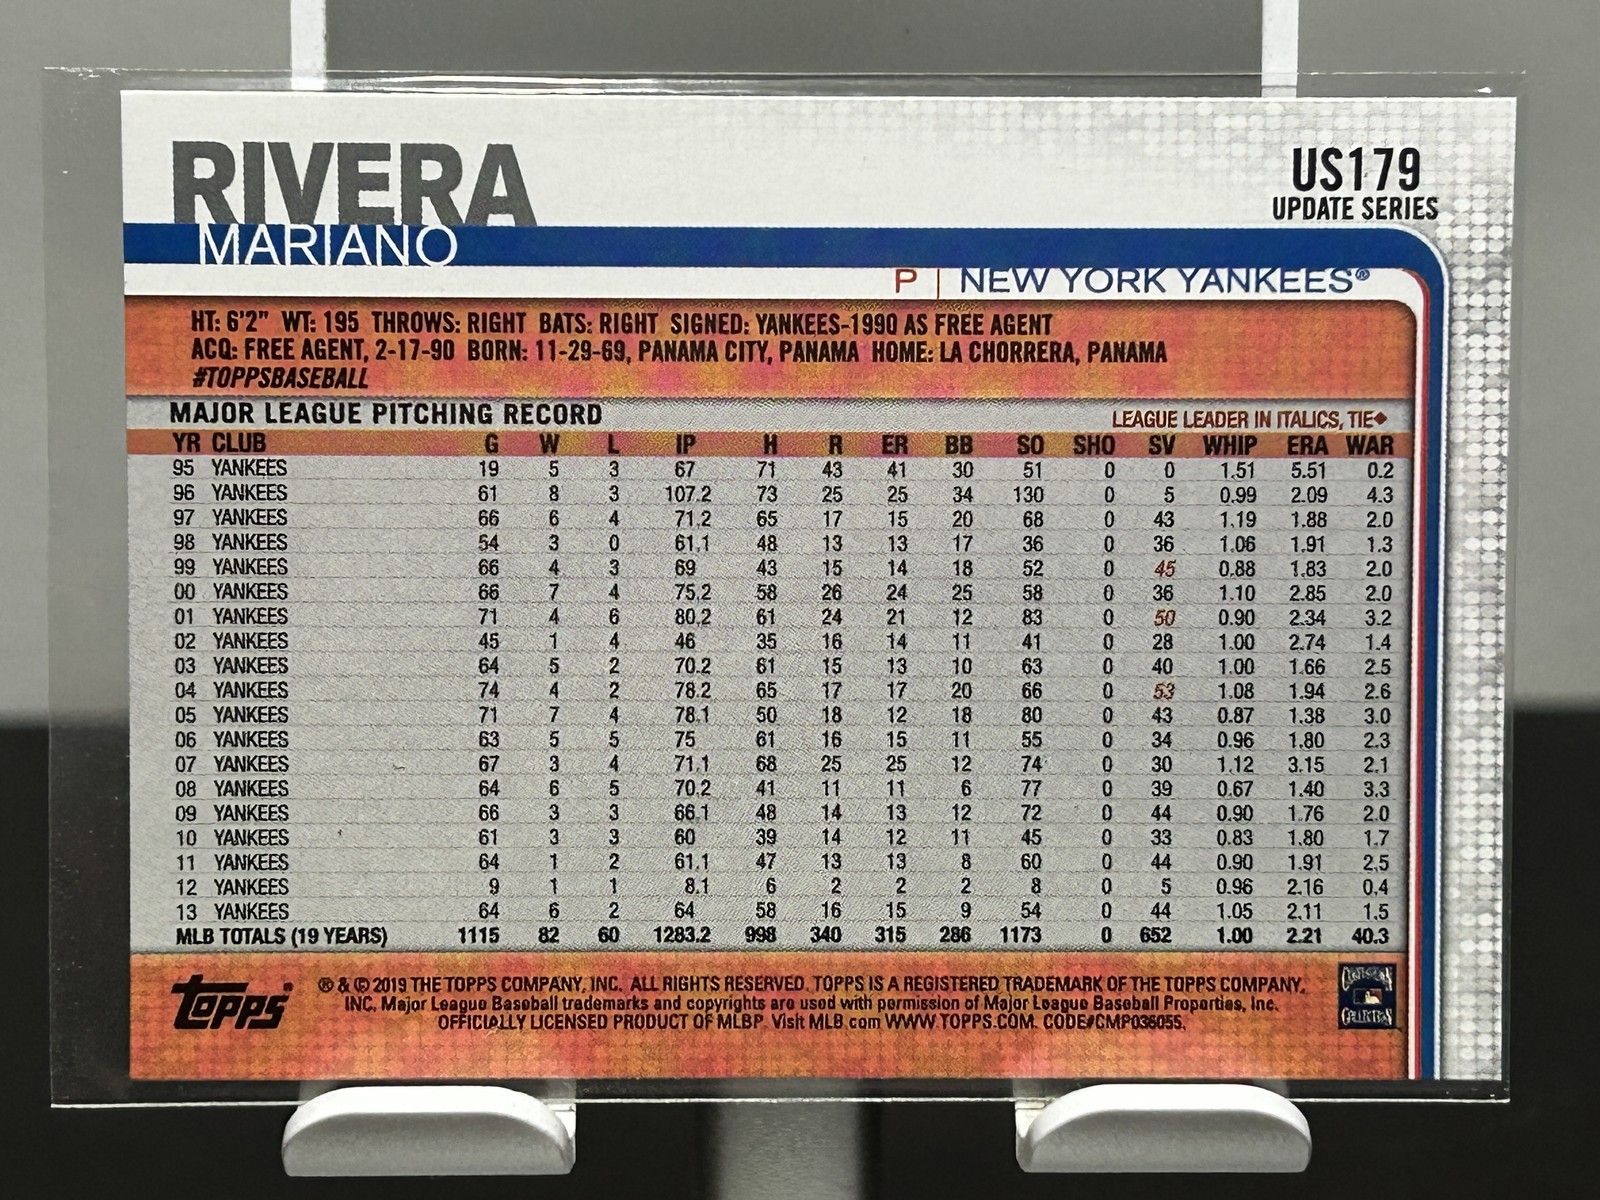 RIVERA
US179
UPDATE SERIES
MARIANO
P | NEW YORK YANKEES®
HT: 6'2" WT: 195 THROWS: RIGHT BATS: RIGHT SIGNED: YANKEES-1990 AS FREE AGENT
ACQ: FREE AGENT, 2-17-90 BORN: 11-29-69, PANAMA CITY, PANAMA HOME: LA CHORRERA, PANAMA
#TOPPSBASEBALL
MAJOR LEAGUE PITCHING RECORD LEAGUE LEADER IN ITALICS, TIE◆
YR CLUB G W L IP H R ER BB SO SHO SV WHIP ERA WAR
95 YANKEES 19 5 3 67 71 43 41 30 51 0 0 1.51 5.51 0.2
96 YANKEES 61 8 3 107.2 73 25 25 34 130 0 5 0.99 2.09 4.3
97 YANKEES 66 6 4 71.2 65 17 15 20 68 0 43 1.19 1.88 2.0
98 YANKEES 54 3 0 61.1 48 13 13 17 36 0 36 1.06 1.91 1.3
99 YANKEES 66 4 3 69 43 15 14 18 52 0 45 0.88 1.83 2.0
00 YANKEES 66 7 4 75.2 58 26 24 25 58 0 36 1.10 2.85 2.0
01 YANKEES 71 4 6 80.2 61 24 21 12 83 0 50 0.90 2.34 3.2
02 YANKEES 45 1 4 46 35 16 14 11 41 0 28 1.00 2.74 1.4
03 YANKEES 64 5 2 70.2 61 15 13 10 63 0 40 1.00 1.66 2.5
04 YANKEES 74 4 2 78.2 65 17 17 20 66 0 53 1.08 1.94 2.6
05 YANKEES 71 7 4 78.1 50 18 12 18 80 0 43 0.87 1.38 3.0
06 YANKEES 63 5 5 75 61 16 15 11 55 0 34 0.96 1.80 2.3
07 YANKEES 67 3 4 71.1 68 25 25 12 74 0 30 1.12 3.15 2.1
08 YANKEES 64 6 5 70.2 41 11 11 6 77 0 39 0.67 1.40 3.3
09 YANKEES 66 3 3 66.1 48 14 13 12 72 0 44 0.90 1.76 2.0
10 YANKEES 61 3 3 60 39 14 12 11 45 0 33 0.83 1.80 1.7
11 YANKEES 64 1 2 61.1 47 13 13 8 60 0 44 0.90 1.91 2.5
12 YANKEES 9 1 1 8.1 6 2 2 2 8 0 5 0.96 2.16 0.4
13 YANKEES 64 6 2 64 58 16 15 9 54 0 44 1.05 2.11 1.5
MLB TOTALS (19 YEARS) 1115 82 60 1283.2 998 340 315 286 1173 0 652 1.00 2.21 40.3
Topps®
® & © 2019 THE TOPPS COMPANY, INC. ALL RIGHTS RESERVED. TOPPS IS A REGISTERED TRADEMARK OF THE TOPPS COMPANY,
INC. Major League Baseball trademarks and copyrights are used with permission of Major League Baseball Properties, Inc.
OFFICIALLY LICENSED PRODUCT OF MLBP. Visit MLB.com WWW.TOPPS.COM. CODE#CMP036055.